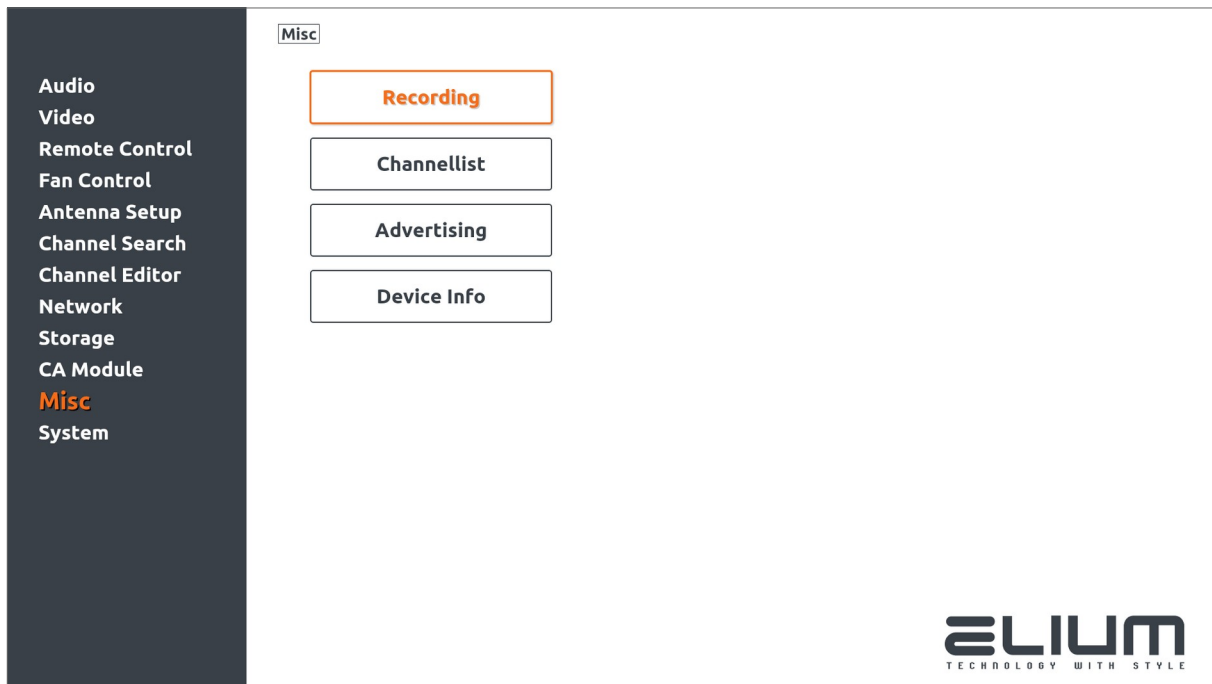 Misc
Audio
Video
Remote Control
Fan Control
Antenna Setup
Channel Search
Channel Editor
Network
Storage
CA Module
Misc
System
Recording
Channellist
Advertising
Device Info
ELIUM
TECHNOLOGY WITH STYLE